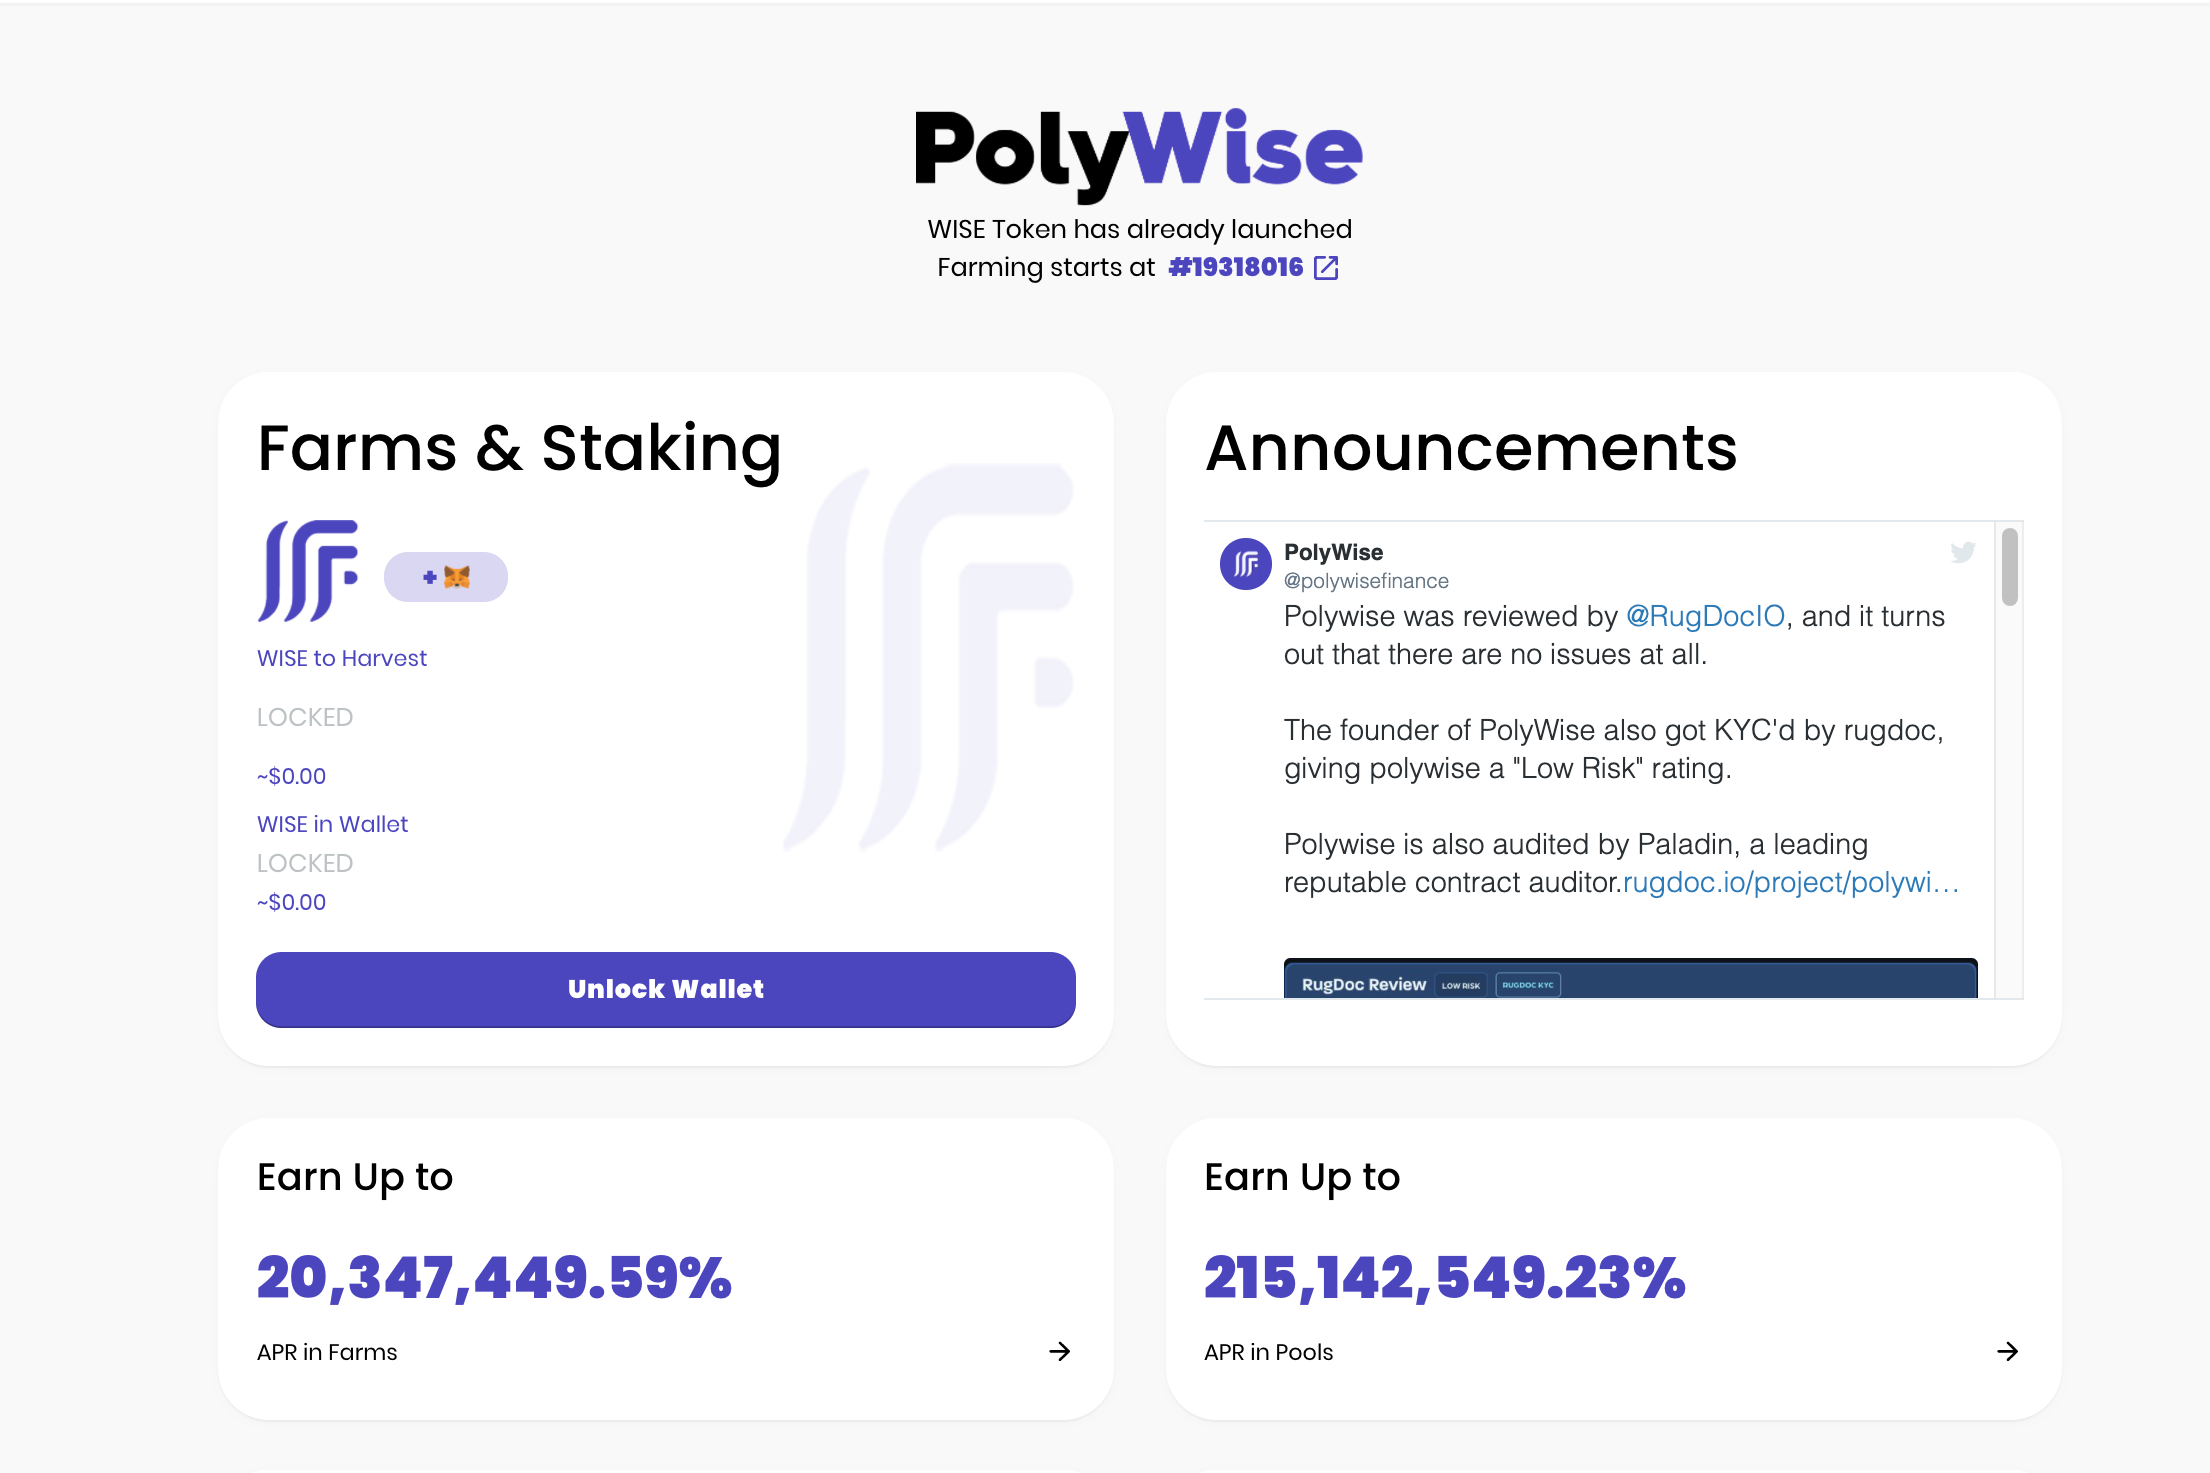 PolyWise
WISE Token has already launched
Farming starts at #19318016
Farms & Staking
WISE to Harvest
LOCKED
~$0.00
WISE in Wallet
LOCKED
~$0.00
Unlock Wallet
Announcements
PolyWise
@polywisefinance
Polywise was reviewed by @RugDocIO, and it turns
out that there are no issues at all.
The founder of PolyWise also got KYC'd by rugdoc,
giving polywise a "Low Risk" rating.
Polywise is also audited by Paladin, a leading
reputable contract auditor.rugdoc.io/project/polywi…
RugDoc Review LOW RISK RUGDOC KYC
Earn Up to
20,347,449.59%
APR in Farms
Earn Up to
215,142,549.23%
APR in Pools